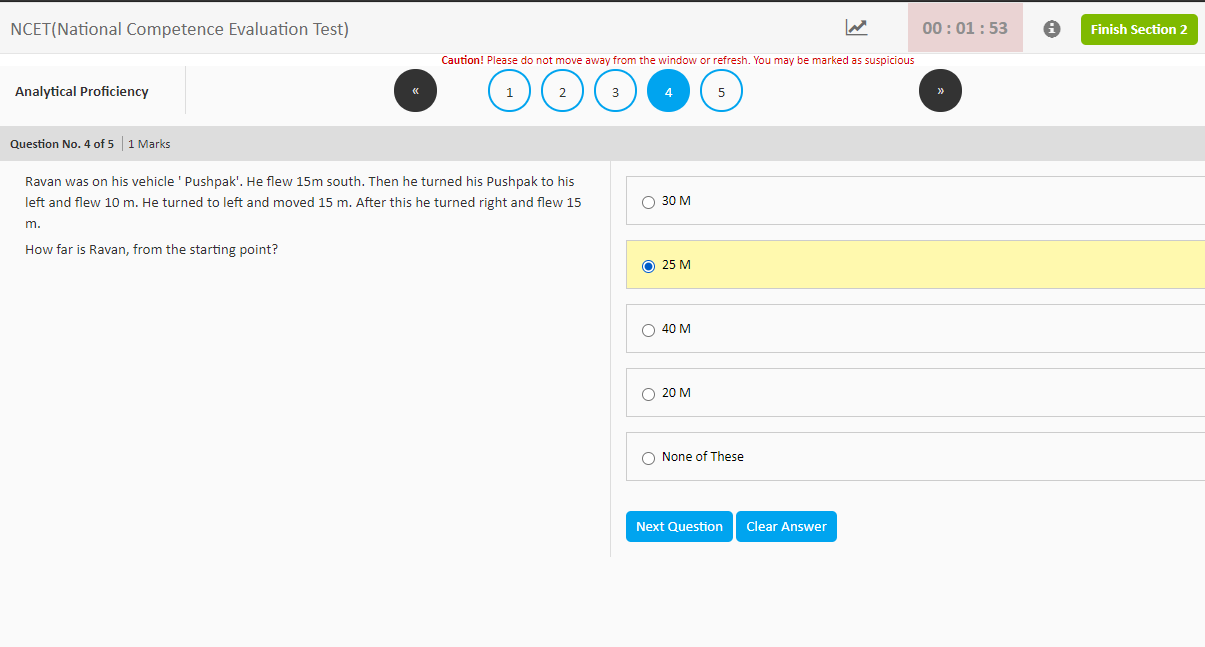 NCET(National Competence Evaluation Test)
00 : 01 : 53
Finish Section 2
Caution! Please do not move away from the window or refresh. You may be marked as suspicious
Analytical Proficiency
«
1
2
3
4
5
»
Question No. 4 of 5
1 Marks
Ravan was on his vehicle ' Pushpak'. He flew 15m south. Then he turned his Pushpak to his
left and flew 10 m. He turned to left and moved 15 m. After this he turned right and flew 15
m.
How far is Ravan, from the starting point?
30 M
25 M
40 M
20 M
None of These
Next Question
Clear Answer